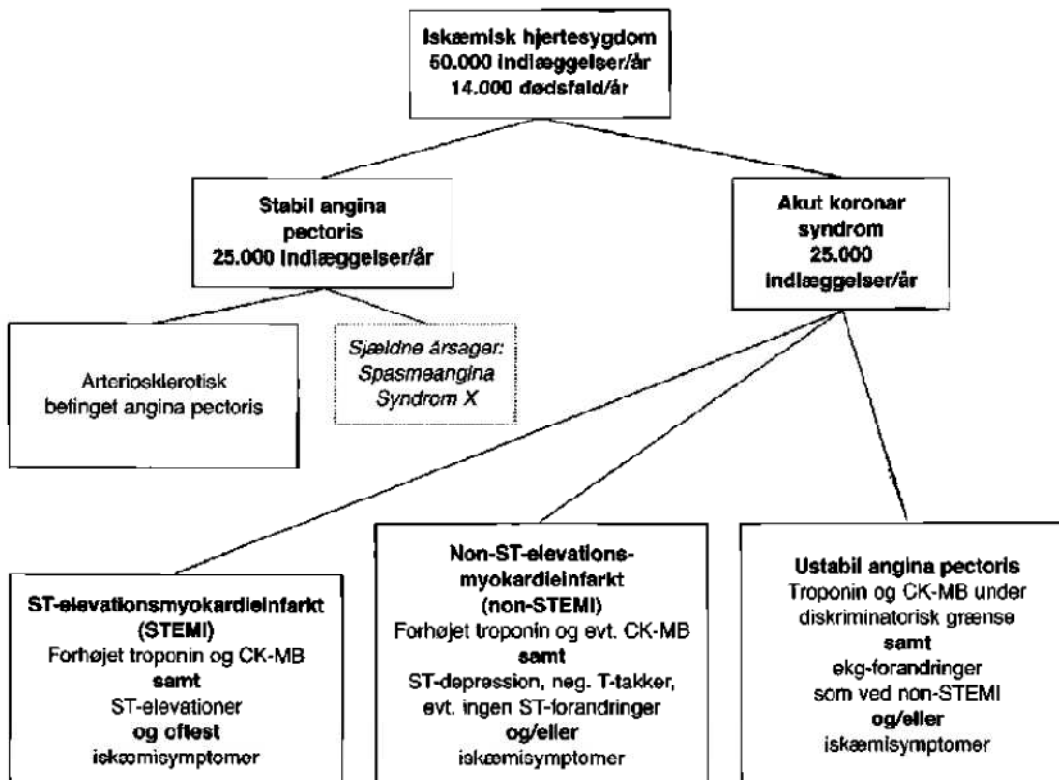 Iskæmisk hjertesygdom
50.000 indlæggelser/år
14.000 dødsfald/år
Stabil angina
pectoris
25.000 indlæggelser/år
Akut koronar
syndrom
25.000
indlæggelser/år
Arteriosklerotisk
betinget angina pectoris
Sjældne årsager:
Spasmeangina
Syndrom X
ST-elevationsmyokardieinfarkt
(STEMI)
Forhøjet troponin og CK-MB
samt
ST-elevationer
og oftest
iskæmisymptomer
Non-ST-elevations-
myokardieinfarkt
(non-STEMI)
Forhøjet troponin og evt. CK-MB
samt
ST-depression, neg. T-takker,
evt. ingen ST-forandringer
og/eller
iskæmisymptomer
Ustabil angina pectoris
Troponin og CK-MB under
diskriminatorisk grænse
samt
ekg-forandringer
som ved non-STEMI
og/eller
iskæmisymptomer